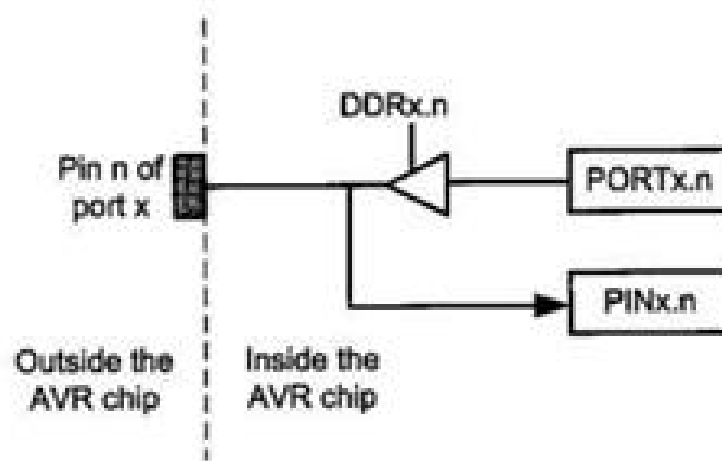 DDRx.n
Pin n of
port x
PORTx.n
PINx.n
Outside the
AVR chip
Inside the
AVR chip